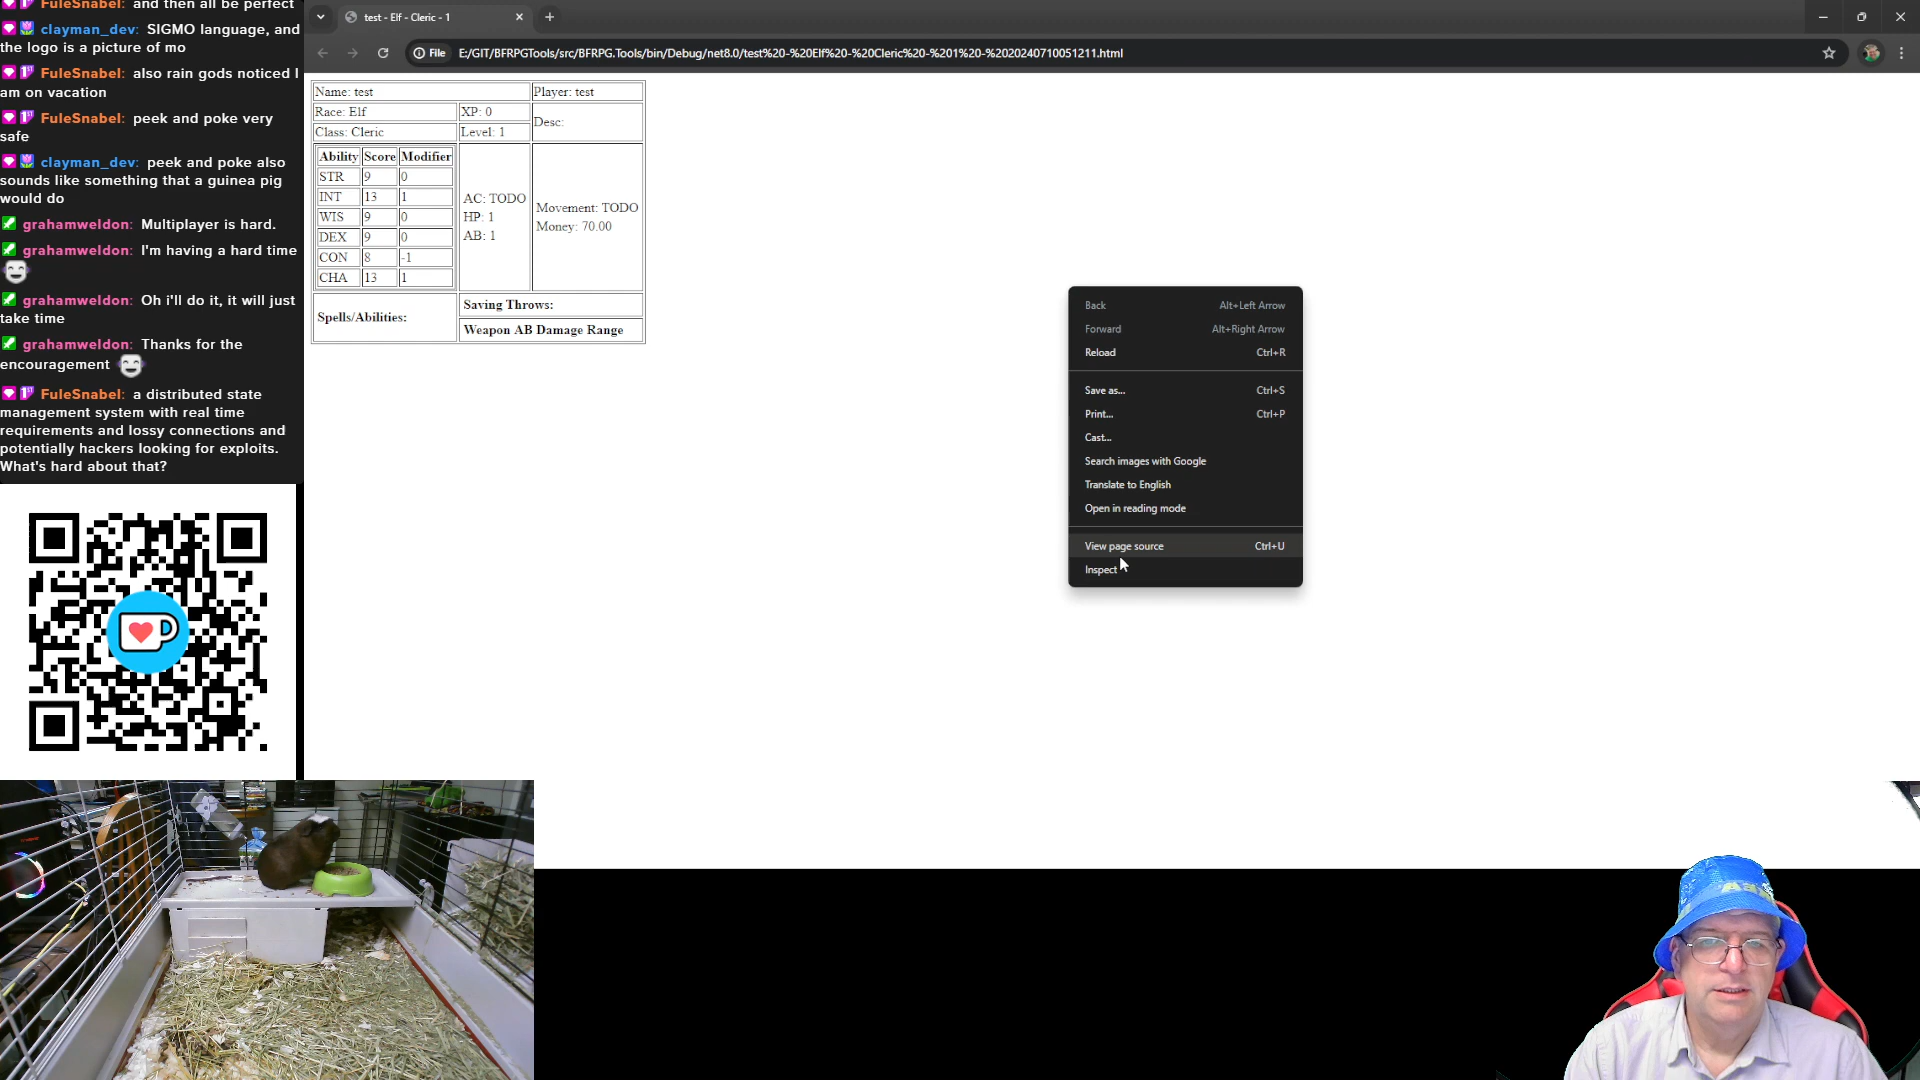 FuleSnabel: and then all be perfect
clayman_dev: SIGMO language, and
the logo is a picture of mo
FuleSnabel: also rain gods noticed I
am on vacation
FuleSnabel: peek and poke very
safe
clayman_dev: peek and poke also
sounds like something that a guinea pig
would do
grahamweldon: Multiplayer is hard.
grahamweldon: I'm having a hard time
grahamweldon: Oh i'll do it, it will just
take time
grahamweldon: Thanks for the
encouragement
FuleSnabel: a distributed state
management system with real time
requirements and lossy connections and
potentially hackers looking for exploits.
What's hard about that?
test - Elf - Cleric - 1
File E:/GIT/BFRPGTools/src/BFRPG.Tools/bin/Debug/net8.0/test%20-%20Elf%20-%20Cleric%20-%201%20-%2020240710051211.html
Name: test Player: test
Race: Elf XP: 0 Desc:
Class: Cleric Level: 1
Ability Score Modifier
STR 9 0
INT 13 1
WIS 9 0
DEX 9 0
CON 8 -1
CHA 13 1
AC: TODO
HP: 1
AB: 1
Movement: TODO
Money: 70.00
Spells/Abilities:
Saving Throws:
Weapon AB Damage Range
Back Alt+Left Arrow
Forward Alt+Right Arrow
Reload Ctrl+R
Save as... Ctrl+S
Print... Ctrl+P
Cast...
Search images with Google
Translate to English
Open in reading mode
View page source Ctrl+U
Inspect